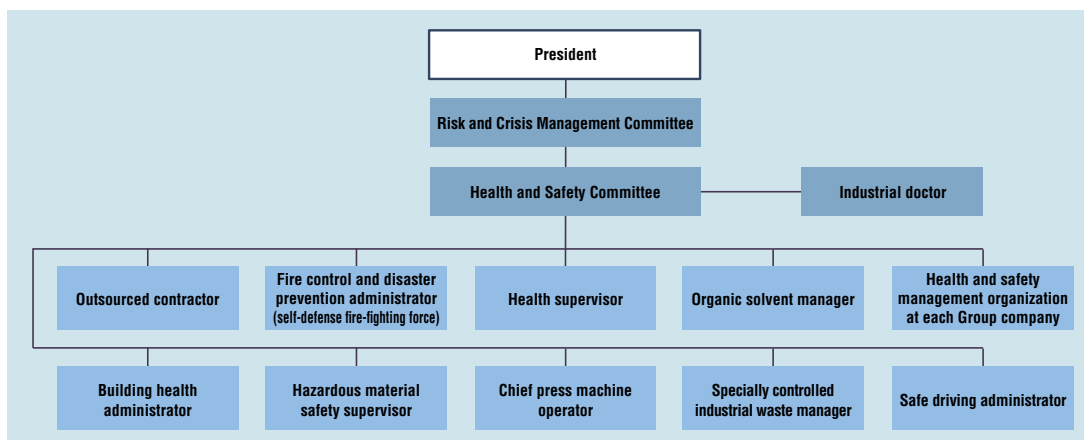 President
Risk and Crisis Management Committee
Health and Safety Committee
Industrial doctor
Outsourced contractor
Fire control and disaster
prevention administrator
(self-defense fire-fighting force)
Health supervisor
Organic solvent manager
Health and safety
management organization
at each Group company
Building health
administrator
Hazardous material
safety supervisor
Chief press machine
operator
Specially controlled
industrial waste manager
Safe driving administrator